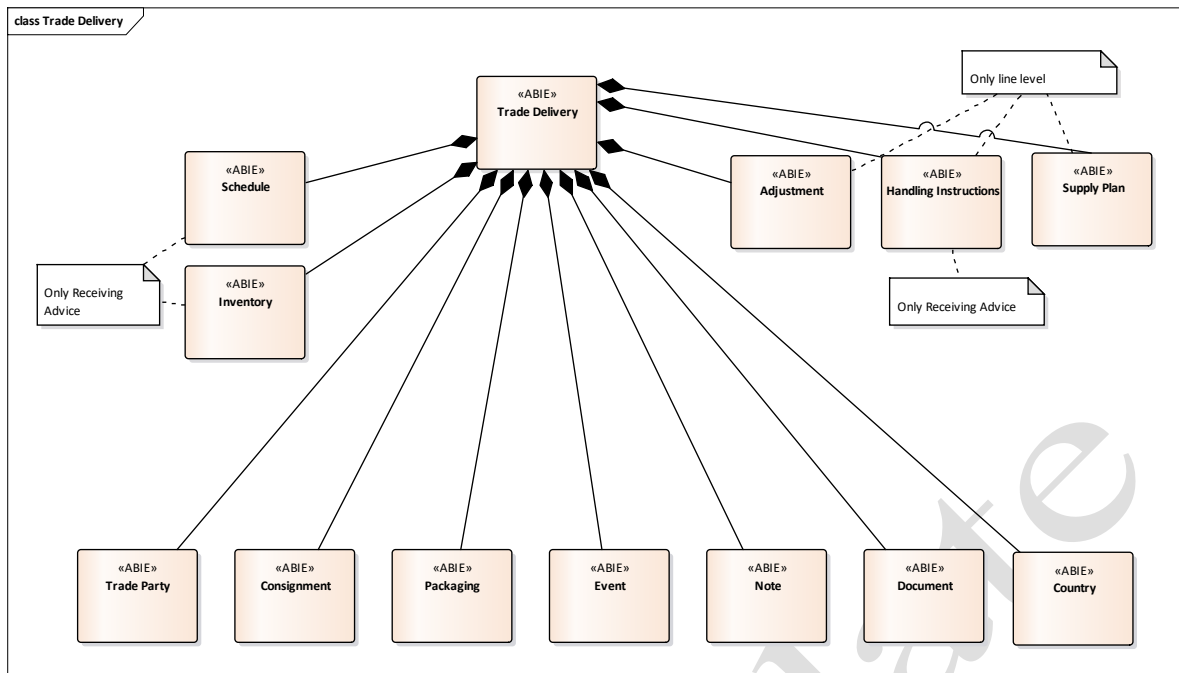 class Trade Delivery
Only line level
«ABIE»
Trade Delivery
«ABIE»
Schedule
«ABIE»
Adjustment
«ABIE»
Handling Instructions
«ABIE»
Supply Plan
Only Receiving
Advice
«ABIE»
Inventory
Only Receiving Advice
«ABIE»
Trade Party
«ABIE»
Consignment
«ABIE»
Packaging
«ABIE»
Event
«ABIE»
Note
«ABIE»
Document
«ABIE»
Country